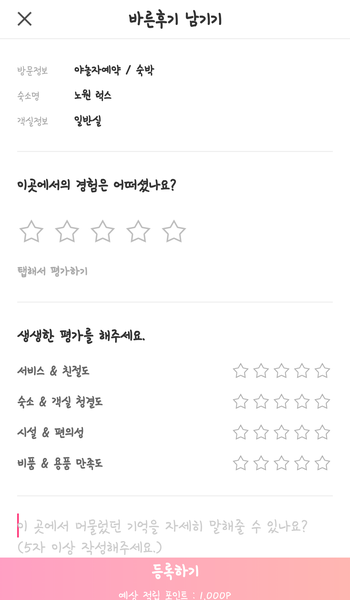 바른후기 남기기
방문정보 야놀자예약 / 숙박
숙소명 노원 럭스
객실정보 일반실
이곳에서의 경험은 어떠셨나요?
탭해서 평가하기
생생한 평가를 해주세요.
서비스 & 친절도
숙소 & 객실 청결도
시설 & 편의성
비품 & 용품 만족도
이 곳에서 머물렀던 기억을 자세히 말해줄 수 있나요?
(5자 이상 작성해주세요.)
등록하기
예상 적립 포인트 : 1,000P